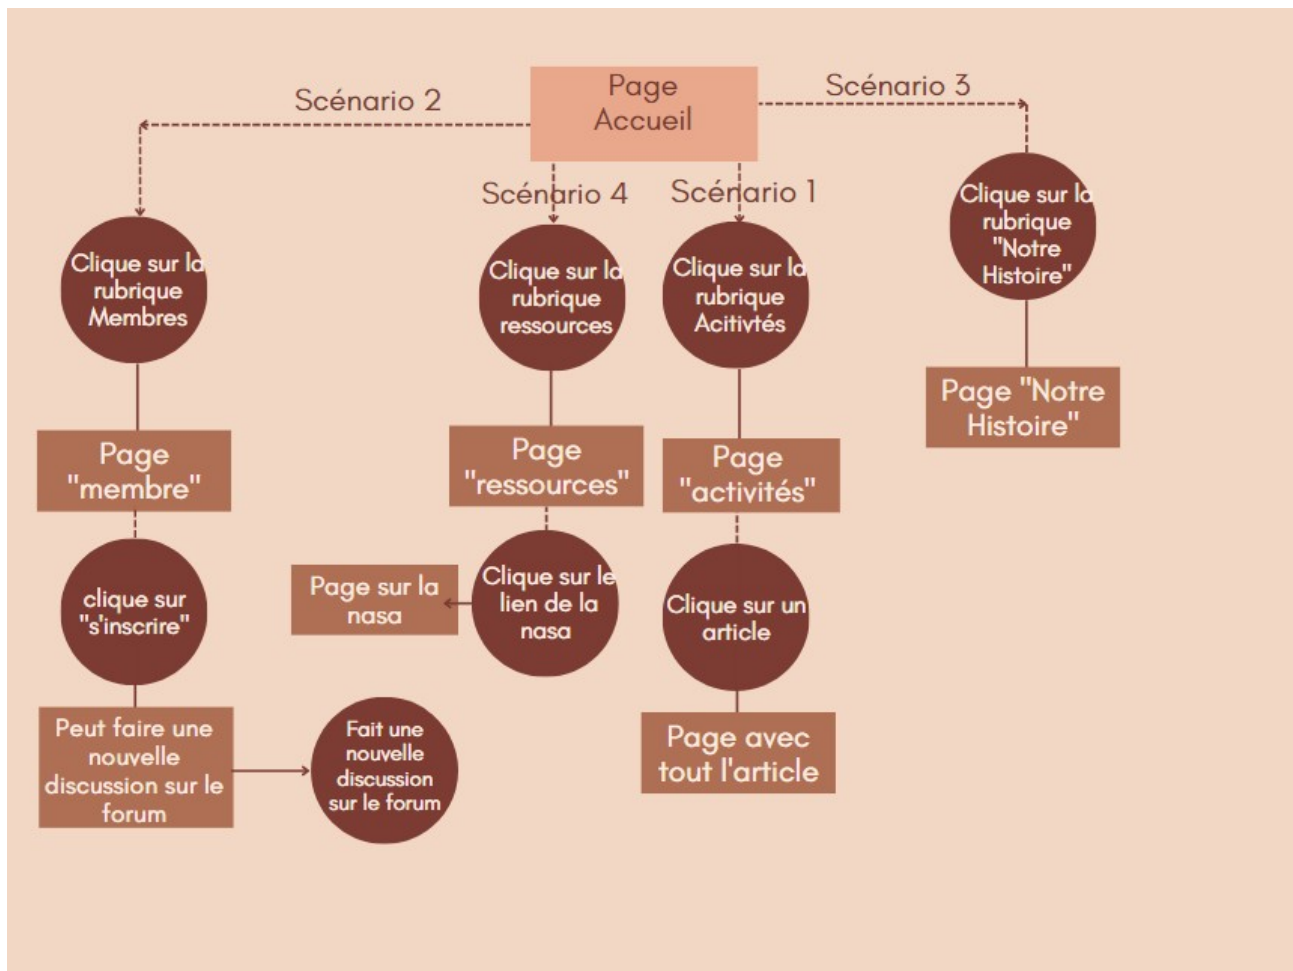 Page
Accueil
Scénario 2
Scénario 3
Scénario 4
Scénario 1
Clique sur la
rubrique
Membres
Clique sur la
rubrique
ressources
Clique sur la
rubrique
Acitivtés
Clique sur la
rubrique
"Notre
Histoire"
Page "Notre
Histoire"
Page
"membre"
Page
"ressources"
Page
"activités"
clique sur
"s'inscrire"
Page sur la
nasa
Clique sur le
lien de la
nasa
Clique sur un
article
Peut faire une
nouvelle
discussion sur le
forum
Fait une
nouvelle
discussion
sur le forum
Page avec
tout l'article